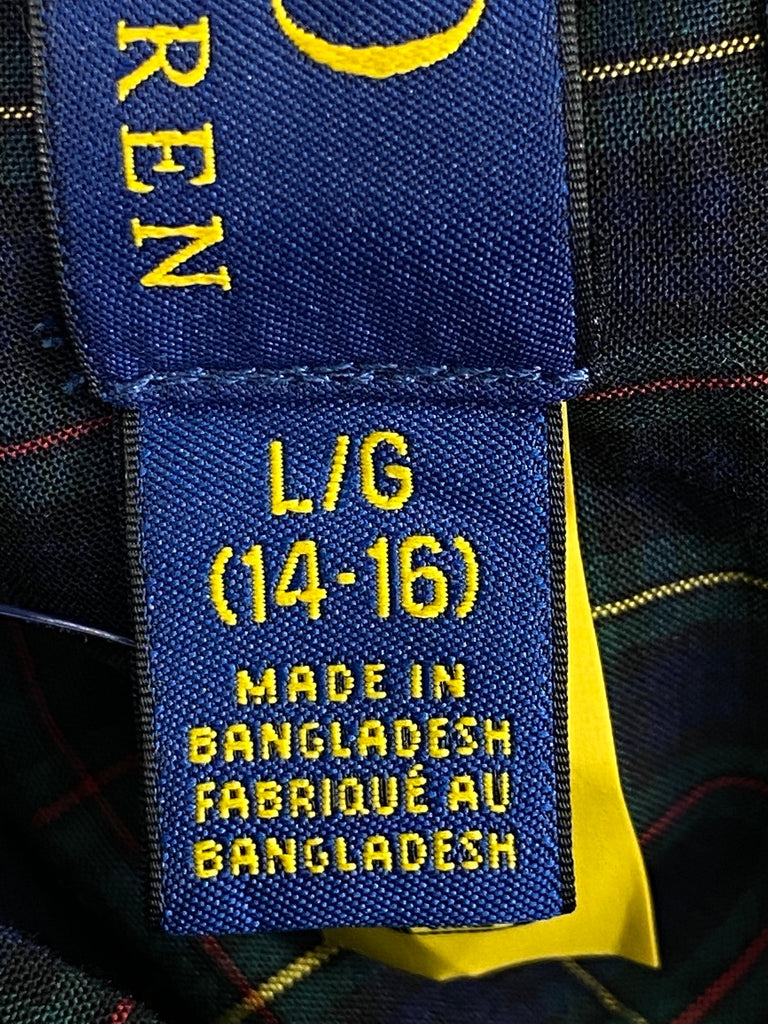 REN
L/G
(14-16)
MADE IN
BANGLADESH
FABRIQUÉ AU
BANGLADESH